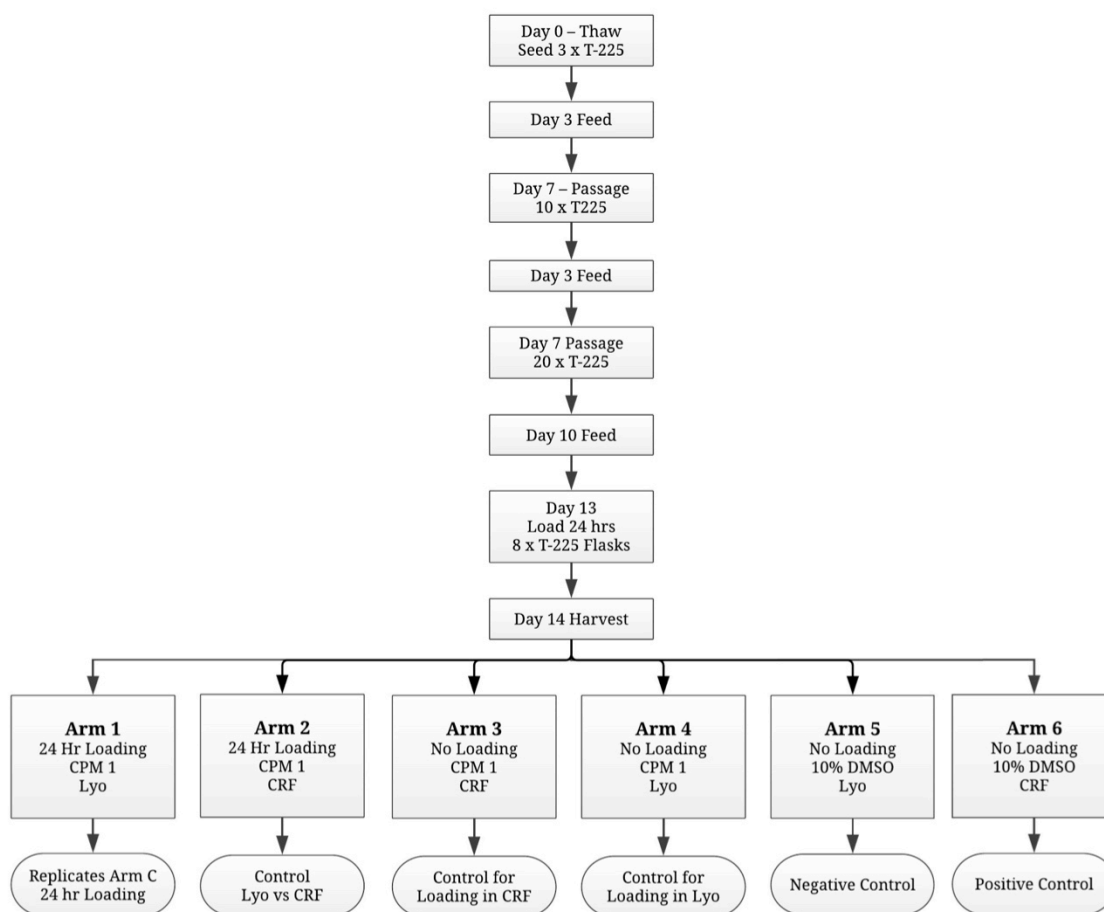 Day 0 – Thaw
Seed 3 x T-225
Day 3 Feed
Day 7 – Passage
10 x T225
Day 3 Feed
Day 7 Passage
20 x T-225
Day 10 Feed
Day 13
Load 24 hrs
8 x T-225 Flasks
Day 14 Harvest
Arm 1
24 Hr Loading
CPM 1
Lyo
Arm 2
24 Hr Loading
CPM 1
CRF
Arm 3
No Loading
CPM 1
CRF
Arm 4
No Loading
CPM 1
Lyo
Arm 5
No Loading
10% DMSO
Lyo
Arm 6
No Loading
10% DMSO
CRF
Replicates Arm C
24 hr Loading
Control
Lyo vs CRF
Control for
Loading in CRF
Control for
Loading in Lyo
Negative Control
Positive Control